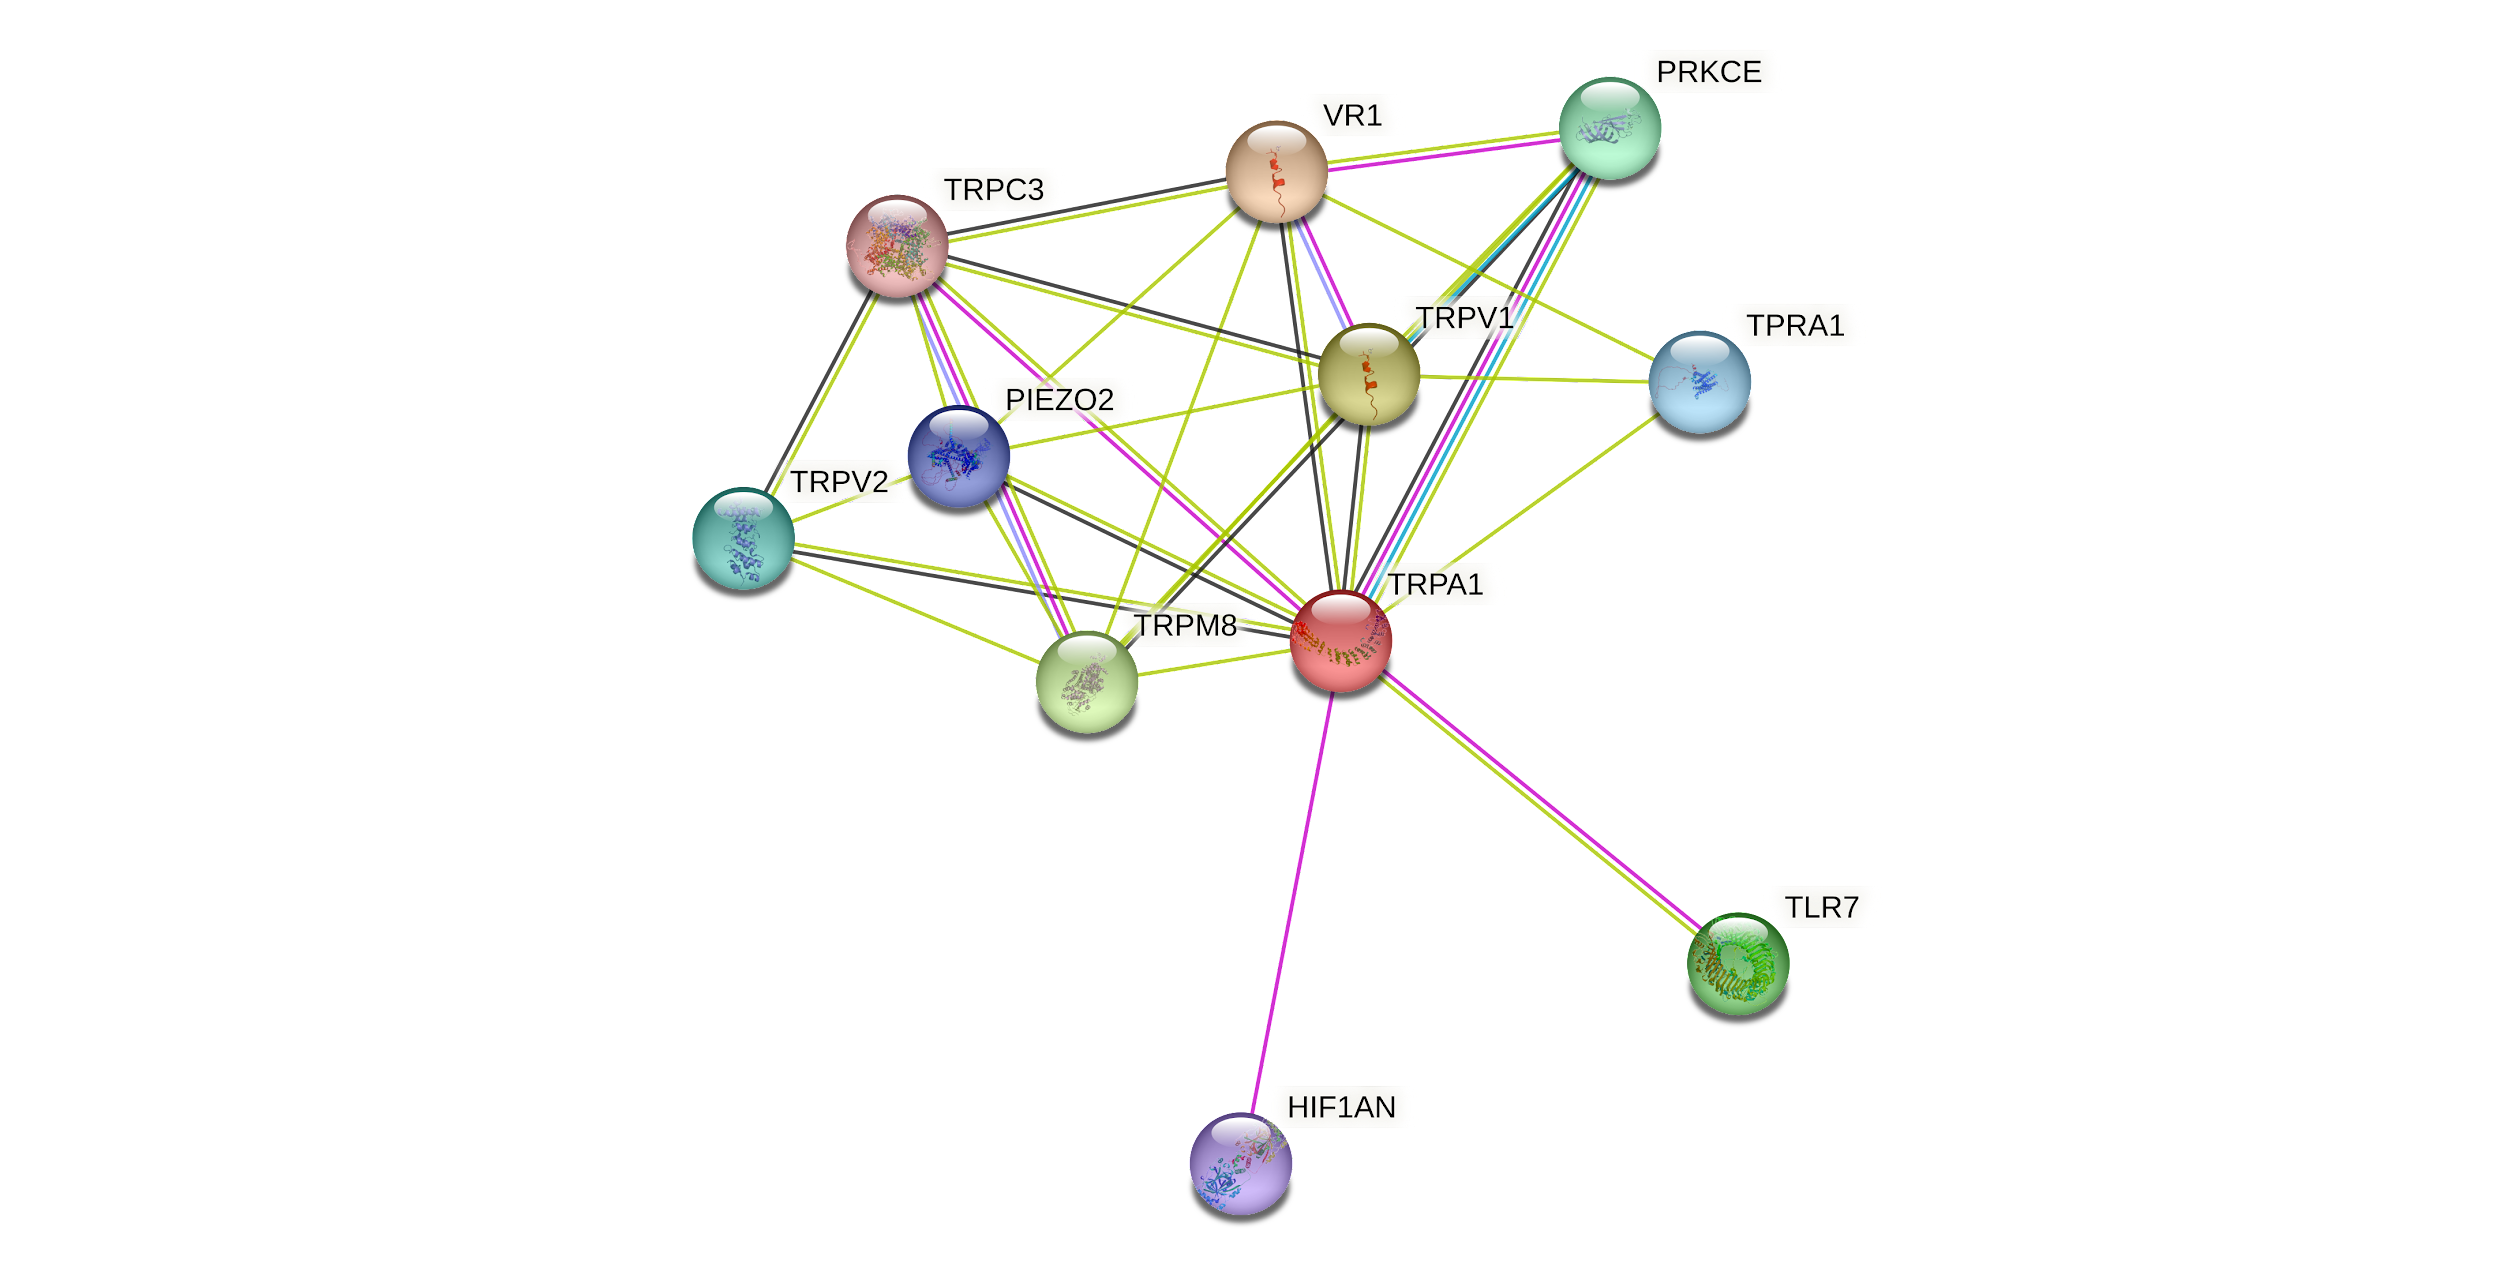 PRKCE
VR1
TRPC3
TRPV1
TPRA1
PIEZO2
TRPV2
TRPA1
TRPM8
TLR7
HIF1AN